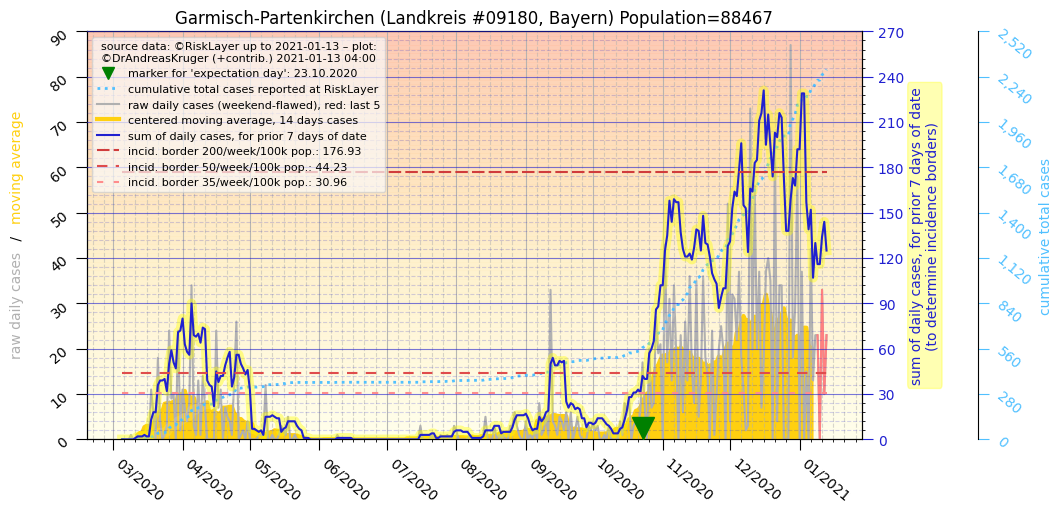 Garmisch-Partenkirchen (Landkreis #09180, Bayern) Population=88467
source data: ©RiskLayer up to 2021-01-13 – plot:
©DrAndreasKruger (+contrib.) 2021-01-13 04:00
marker for 'expectation day': 23.10.2020
cumulative total cases reported at RiskLayer
raw daily cases (weekend-flawed), red: last 5
centered moving average, 14 days cases
sum of daily cases, for prior 7 days of date
incid. border 200/week/100k pop.: 176.93
incid. border 50/week/100k pop.: 44.23
incid. border 35/week/100k pop.: 30.96
raw daily cases / moving average
90
80
70
60
50
40
30
20
10
0
03/2020
04/2020
05/2020
06/2020
07/2020
08/2020
09/2020
10/2020
11/2020
12/2020
01/2021
270
240
210
180
150
120
90
60
30
0
sum of daily cases, for prior 7 days of date
(to determine incidence borders)
2,520
2,240
1,960
1,680
1,400
1,120
840
560
280
0
cumulative total cases